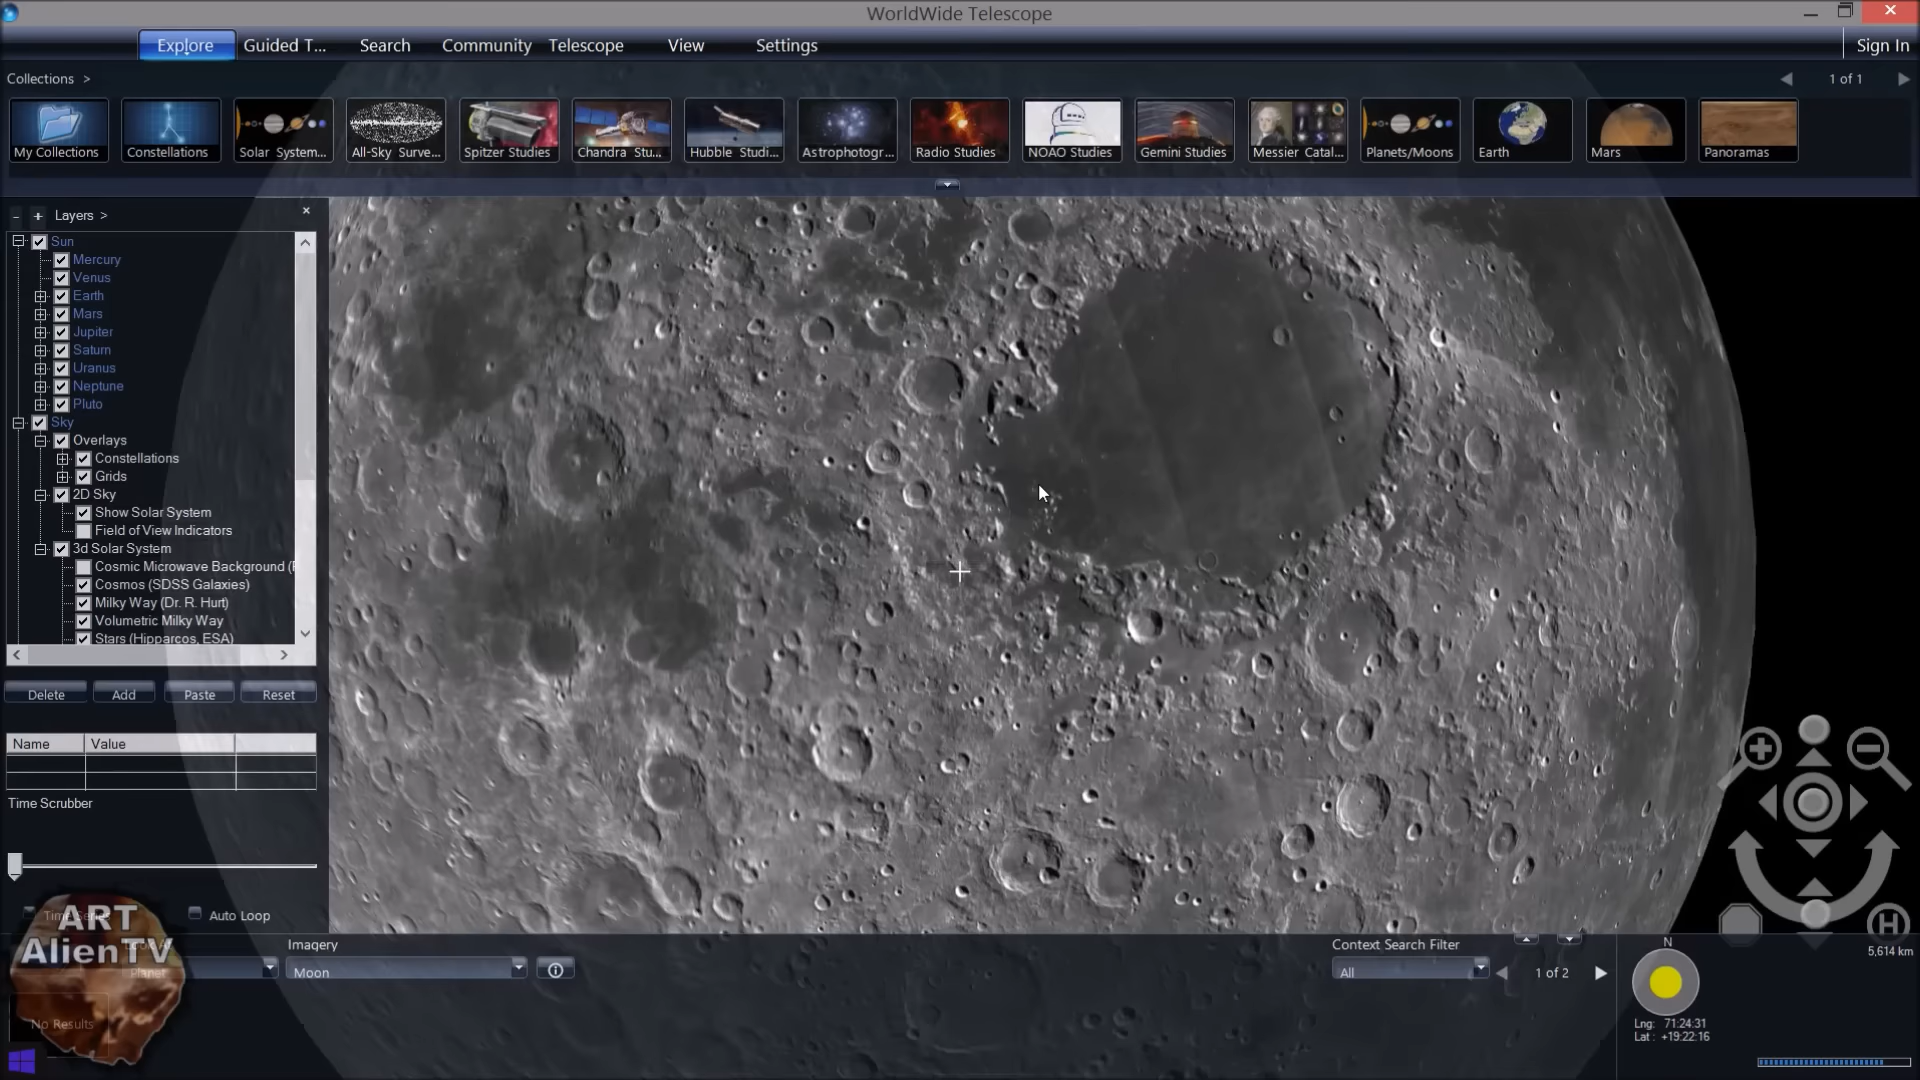 WorldWide Telescope
Explore Guided T... Search Community Telescope View Settings Sign In
Collections > 1 of 1
My Collections Constellations Solar System... All-Sky Surve... Spitzer Studies Chandra Stu... Hubble Studi... Astrophotogr... Radio Studies NOAO Studies Gemini Studies Messier Catal... Planets/Moons Earth Mars Panoramas
- + Layers >
Sun
Mercury
Venus
Earth
Mars
Jupiter
Saturn
Uranus
Neptune
Pluto
Sky
Overlays
Constellations
Grids
2D Sky
Show Solar System
Field of View Indicators
3d Solar System
Cosmic Microwave Background (
Cosmos (SDSS Galaxies)
Milky Way (Dr. R. Hurt)
Volumetric Milky Way
Stars (Hipparcos, ESA)
Delete Add Paste Reset
Name Value
Time Scrubber
Time Series Auto Loop
ART
AlienTV
Look At Imagery Context Search Filter
Planet Moon All 1 of 2
No Results
H
N
5,614 km
Lng: 71:24:31
Lat : +19:22:16